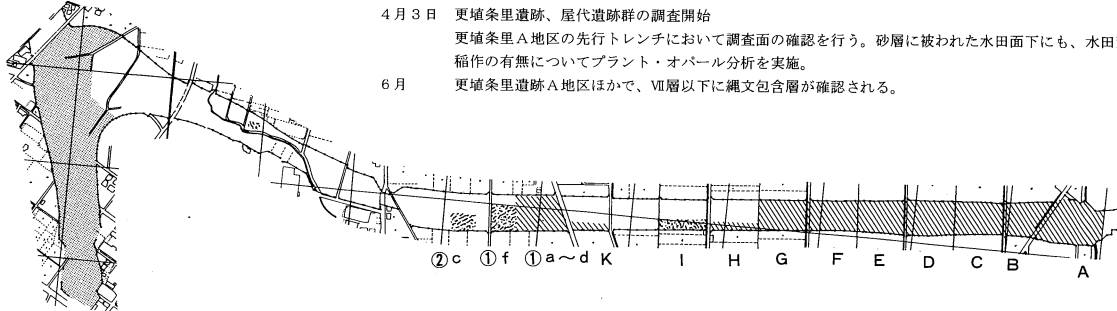 4月3日　更埴条里遺跡、屋代遺跡群の調査開始
更埴条里A地区の先行トレンチにおいて調査面の確認を行う。砂層に被われた水田面下にも、水田
稲作の有無についてプラント・オパール分析を実施。
6月　更埴条里遺跡A地区ほかで、Ⅶ層以下に縄文包含層が確認される。
②c　①f　①a～d　K　I　H　G　F　E　D　C　B　A